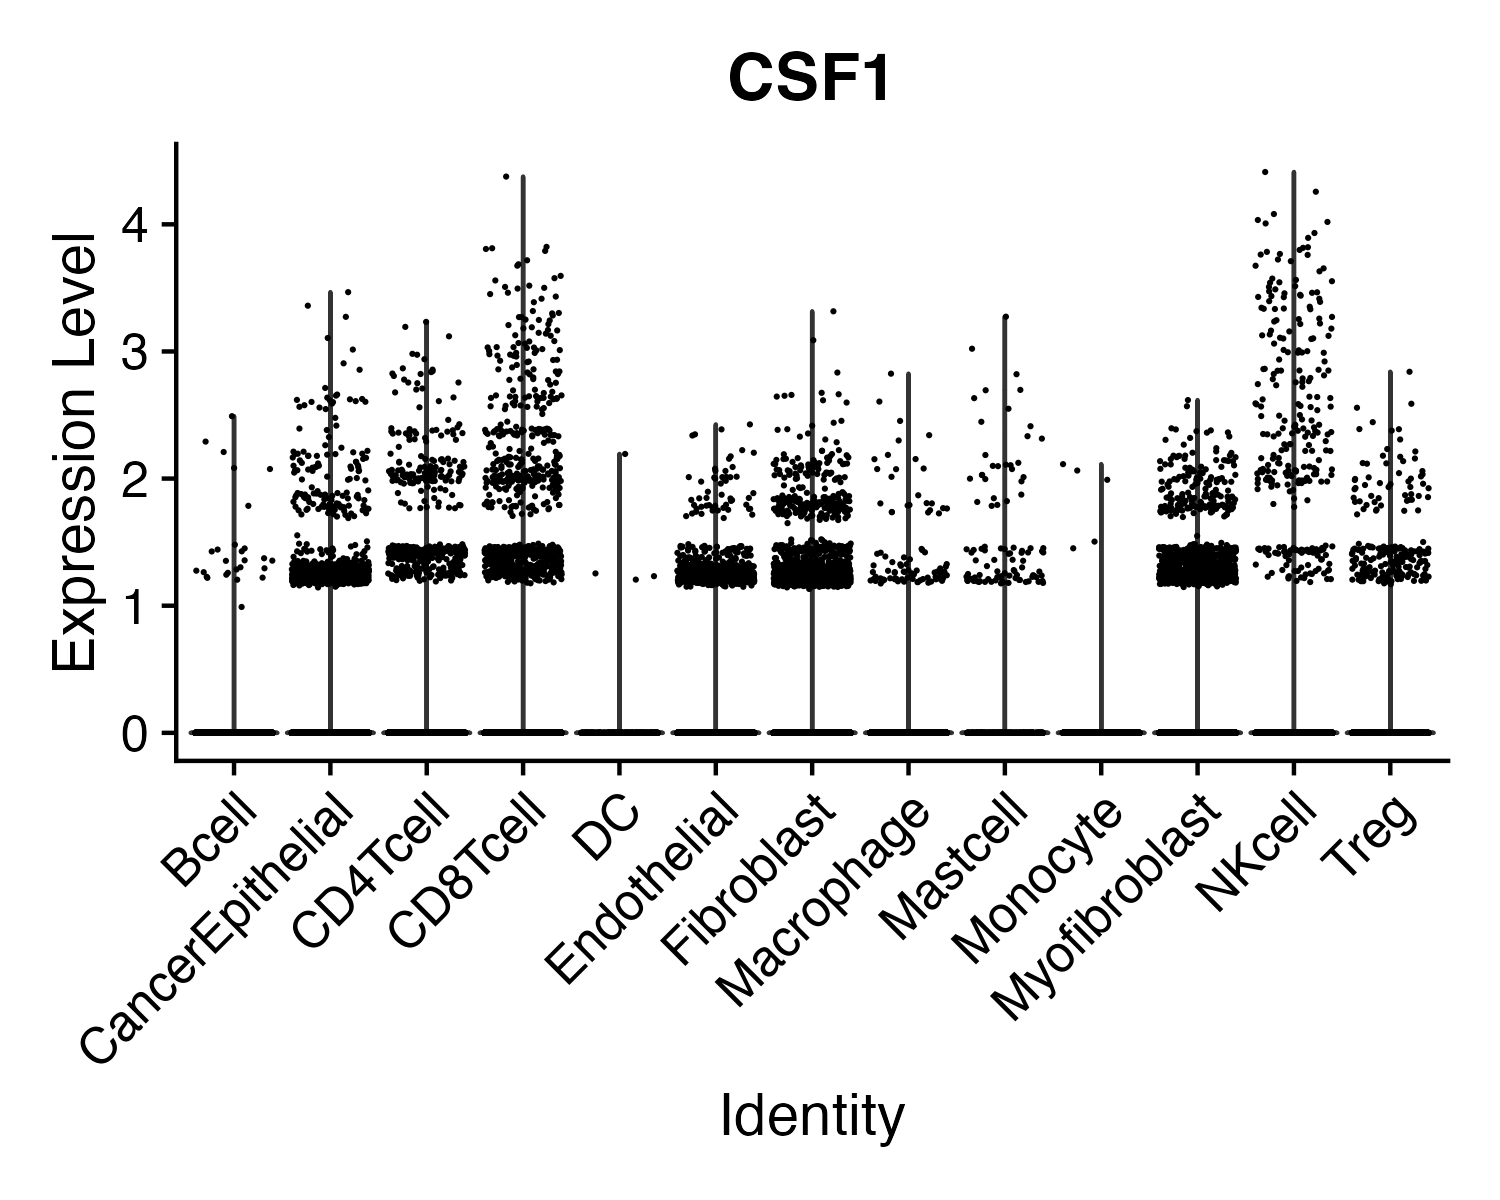 CSF1
Expression Level
4
3
2
1
0
Bcell
CancerEpithelial
CD4Tcell
CD8Tcell
DC
Endothelial
Fibroblast
Macrophage
Mastcell
Monocyte
Myofibroblast
NKcell
Treg
Identity